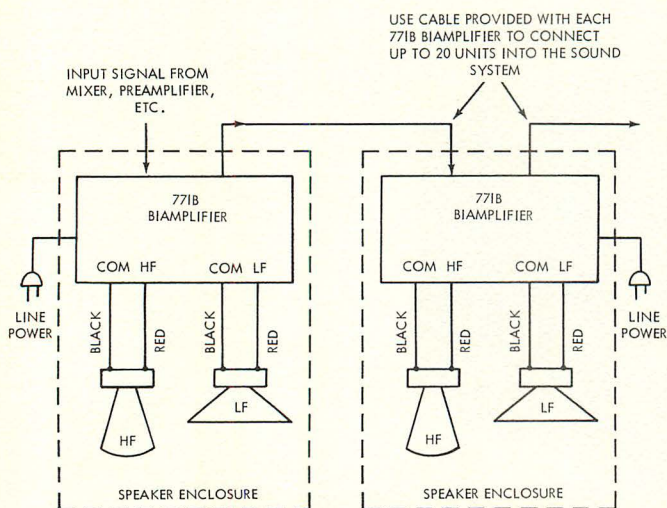 USE CABLE PROVIDED WITH EACH
771B BIAMPLIFIER TO CONNECT
UP TO 20 UNITS INTO THE SOUND
SYSTEM
INPUT SIGNAL FROM
MIXER, PREAMPLIFIER,
ETC.
771B
BIAMPLIFIER
COM HF COM LF
LINE
POWER
BLACK
RED
BLACK
RED
HF
LF
SPEAKER ENCLOSURE
771B
BIAMPLIFIER
COM HF COM LF
BLACK
RED
BLACK
RED
LINE
POWER
HF
LF
SPEAKER ENCLOSURE